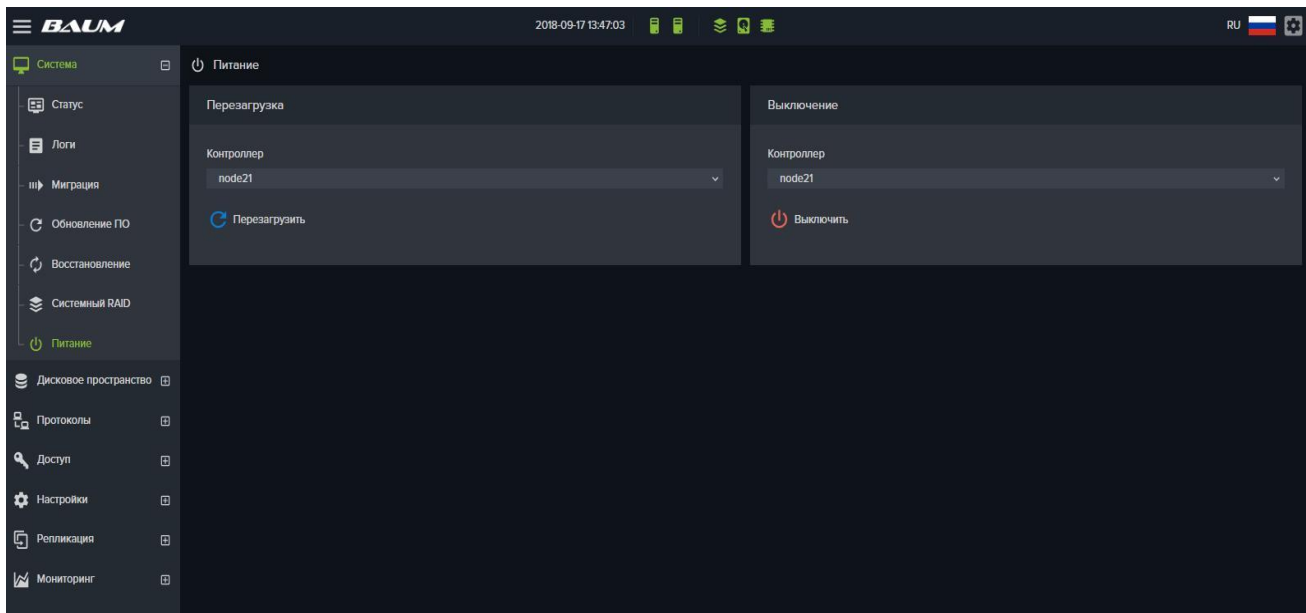 BAUM
2018-09-17 13:47:03
RU
Система
Питание
Статус
Логи
Миграция
Обновление ПО
Восстановление
Системный RAID
Питание
Дисковое пространство
Протоколы
Доступ
Настройки
Репликация
Мониторинг
Перезагрузка
Контроллер
node21
Перезагрузить
Выключение
Контроллер
node21
Выключить